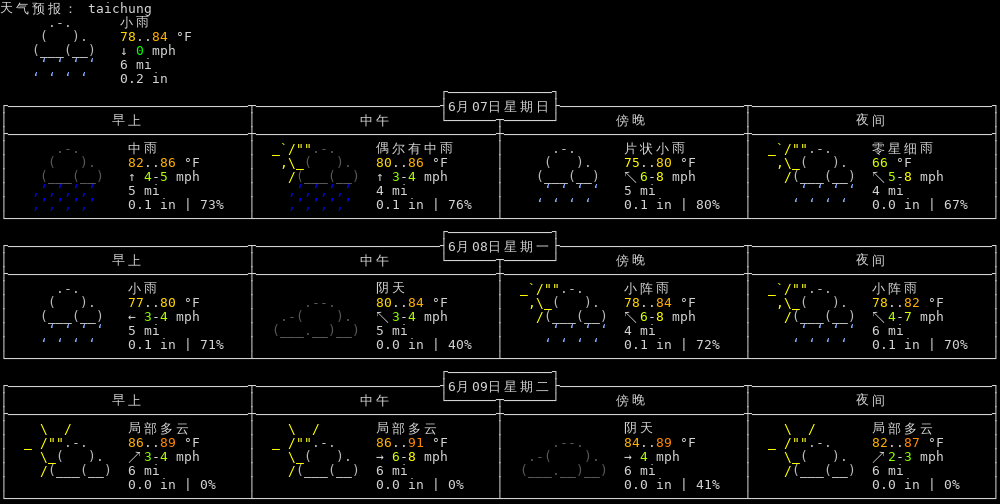 天气预报： taichung
小雨
78..84 °F
↓ 0 mph
6 mi
0.2 in
6月07日星期日
早上 中午 傍晚 夜间
中雨 偶尔有中雨 片状小雨 零星细雨
82..86 °F 80..86 °F 75..80 °F 66 °F
↑ 4-5 mph ↑ 3-4 mph ↖ 6-8 mph ↖ 5-8 mph
5 mi 4 mi 5 mi 4 mi
0.1 in | 73% 0.1 in | 76% 0.1 in | 80% 0.0 in | 67%
6月08日星期一
早上 中午 傍晚 夜间
小雨 阴天 小阵雨 小阵雨
77..80 °F 80..84 °F 78..84 °F 78..82 °F
← 3-4 mph ↖ 3-4 mph ↖ 6-8 mph ↖ 4-7 mph
5 mi 5 mi 4 mi 6 mi
0.1 in | 71% 0.0 in | 40% 0.1 in | 72% 0.1 in | 70%
6月09日星期二
早上 中午 傍晚 夜间
局部多云 局部多云 阴天 局部多云
86..89 °F 86..91 °F 84..89 °F 82..87 °F
↗ 3-4 mph → 6-8 mph → 4 mph ↗ 2-3 mph
6 mi 6 mi 6 mi 6 mi
0.0 in | 0% 0.0 in | 0% 0.0 in | 41% 0.0 in | 0%